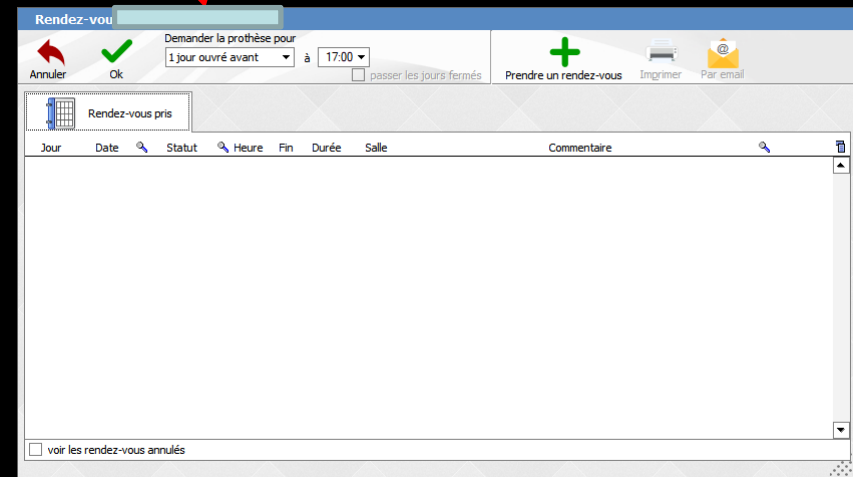 Rendez-vou
Demander la prothèse pour
1 jour ouvré avant à 17:00
passer les jours fermés
Annuler Ok Prendre un rendez-vous Imprimer Par email
Rendez-vous pris
Jour Date Statut Heure Fin Durée Salle Commentaire
voir les rendez-vous annulés